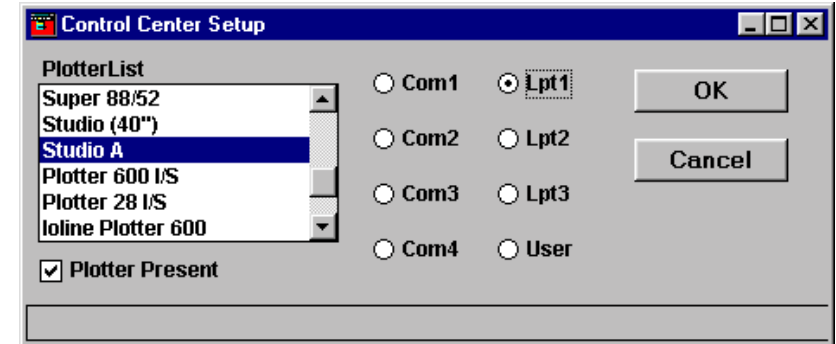 Control Center Setup
PlotterList
Super 88/52
Studio (40")
Studio A
Plotter 600 I/S
Plotter 28 I/S
Ioline Plotter 600
Plotter Present
Com1
Lpt1
Com2
Lpt2
Com3
Lpt3
Com4
User
OK
Cancel